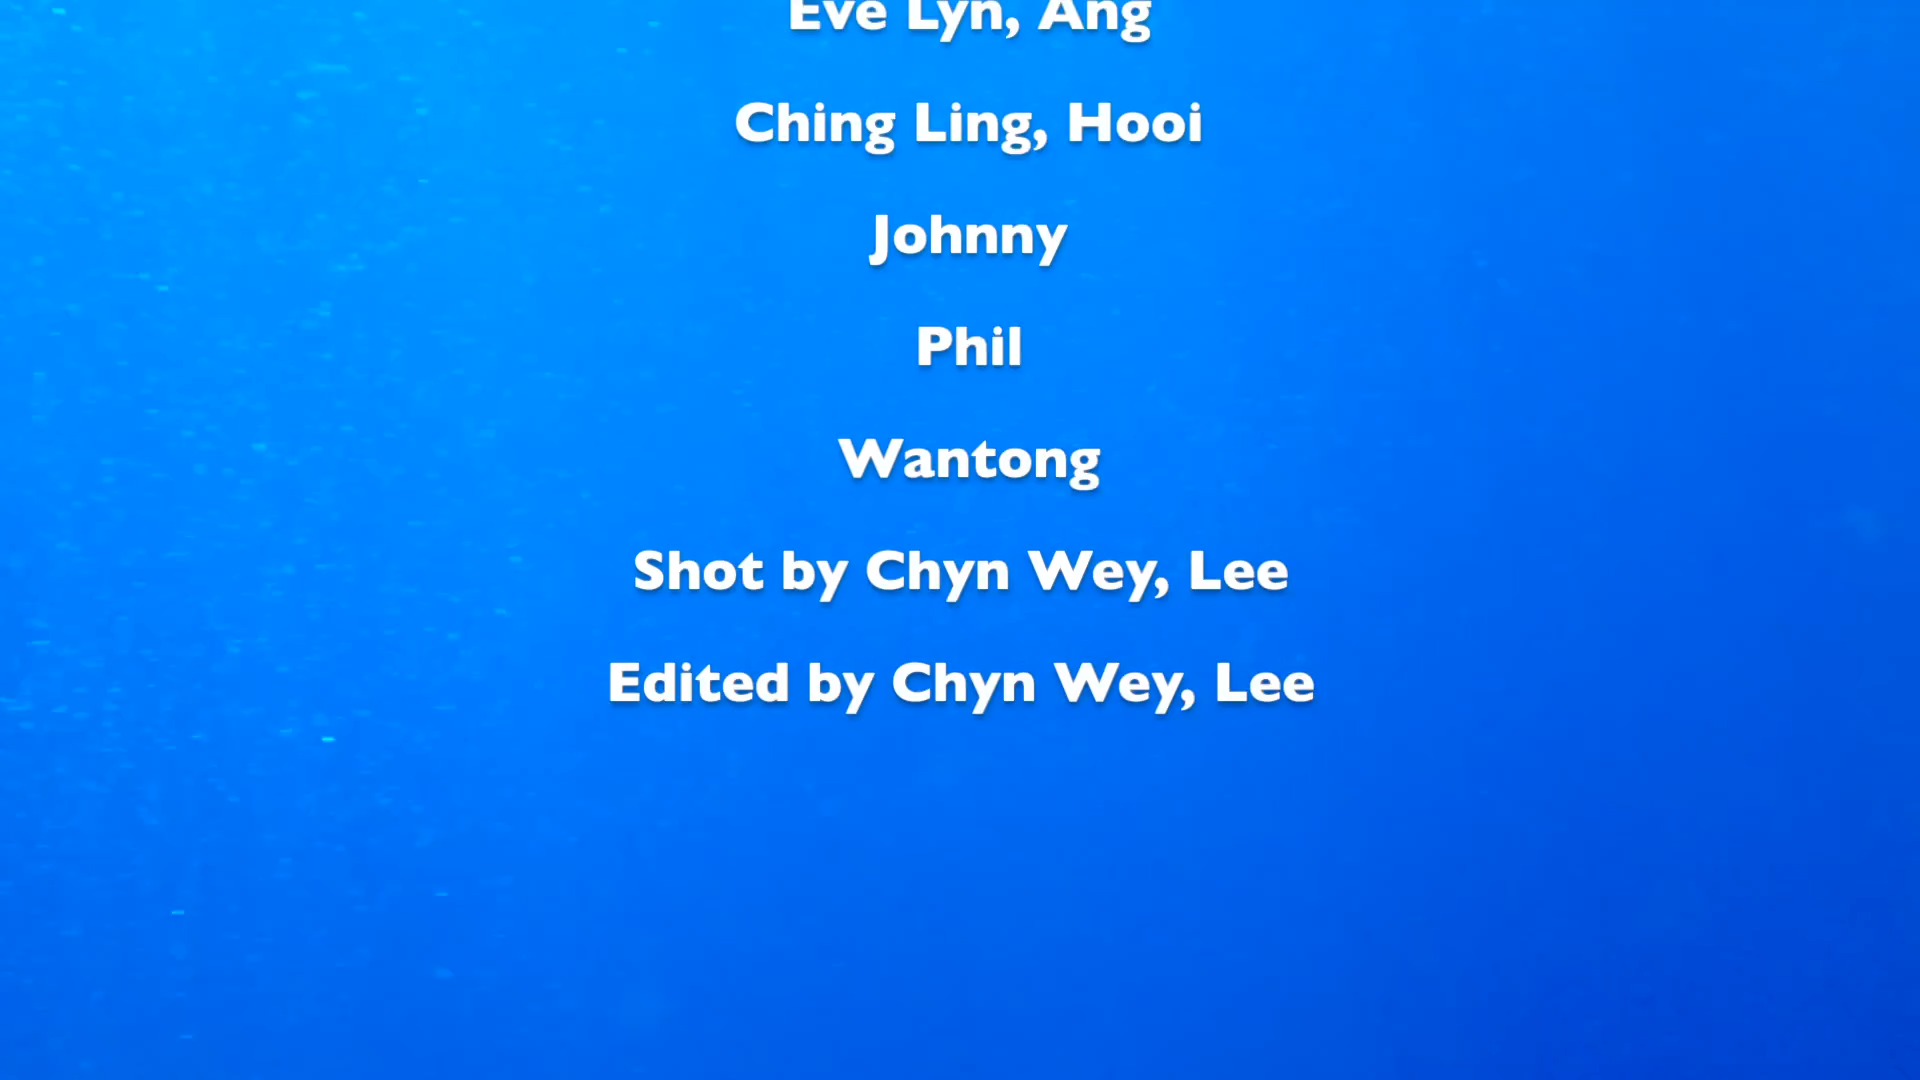 Eve Lyn, Ang
Ching Ling, Hooi
Johnny
Phil
Wantong
Shot by Chyn Wey, Lee
Edited by Chyn Wey, Lee